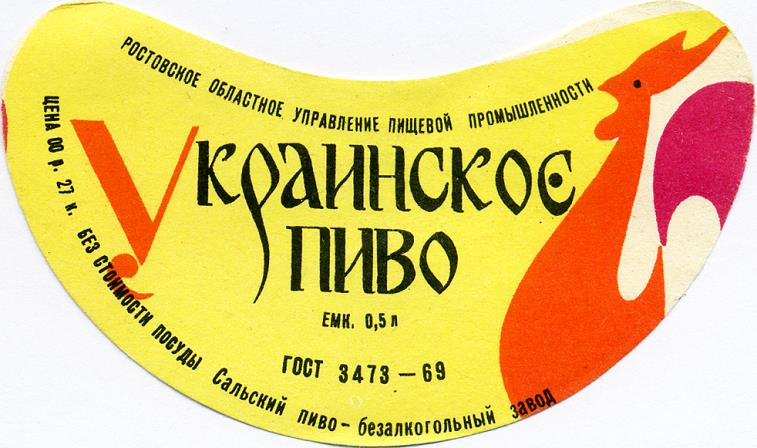 РОСТОВСКОЕ ОБЛАСТНОЕ УПРАВЛЕНИЕ ПИЩЕВОЙ ПРОМЫШЛЕННОСТИ
Украинское
ПИВО
ЕМК. 0,5 л
ГОСТ 3473—69
ЦЕНА 00 р. 27 к. БЕЗ СТОИМОСТИ ПОСУДЫ Сальский пиво-безалкогольный завод